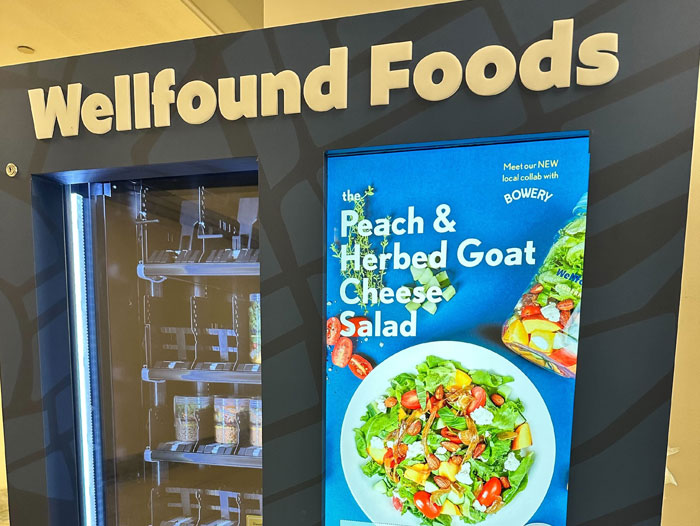 Wellfound Foods
Meet our NEW
local collab with
BOWERY
the
Peach &
Herbed Goat
Cheese
Salad